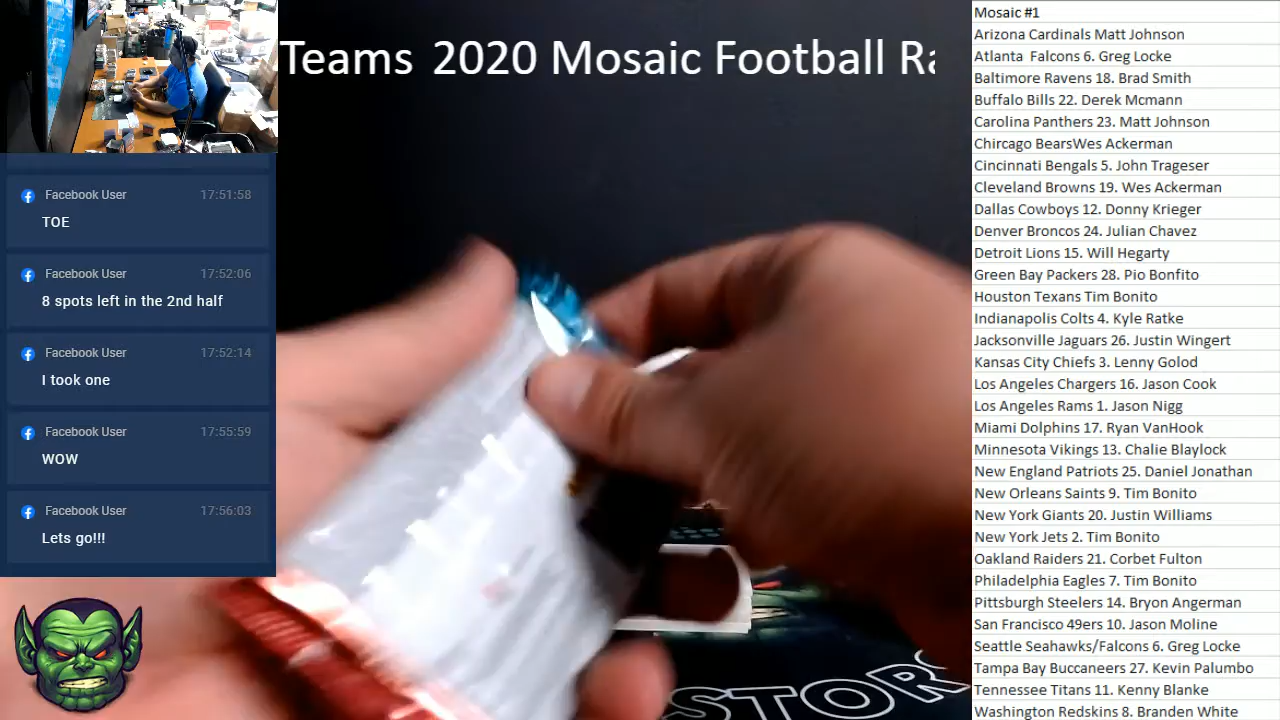 Teams 2020 Mosaic Football Ra
Facebook User 17:51:58
TOE
Facebook User 17:52:06
8 spots left in the 2nd half
Facebook User 17:52:14
I took one
Facebook User 17:55:59
WOW
Facebook User 17:56:03
Lets go!!!
STOR
Mosaic #1
Arizona Cardinals Matt Johnson
Atlanta Falcons 6. Greg Locke
Baltimore Ravens 18. Brad Smith
Buffalo Bills 22. Derek Mcmann
Carolina Panthers 23. Matt Johnson
Chircago BearsWes Ackerman
Cincinnati Bengals 5. John Trageser
Cleveland Browns 19. Wes Ackerman
Dallas Cowboys 12. Donny Krieger
Denver Broncos 24. Julian Chavez
Detroit Lions 15. Will Hegarty
Green Bay Packers 28. Pio Bonfito
Houston Texans Tim Bonito
Indianapolis Colts 4. Kyle Ratke
Jacksonville Jaguars 26. Justin Wingert
Kansas City Chiefs 3. Lenny Golod
Los Angeles Chargers 16. Jason Cook
Los Angeles Rams 1. Jason Nigg
Miami Dolphins 17. Ryan VanHook
Minnesota Vikings 13. Chalie Blaylock
New England Patriots 25. Daniel Jonathan
New Orleans Saints 9. Tim Bonito
New York Giants 20. Justin Williams
New York Jets 2. Tim Bonito
Oakland Raiders 21. Corbet Fulton
Philadelphia Eagles 7. Tim Bonito
Pittsburgh Steelers 14. Bryon Angerman
San Francisco 49ers 10. Jason Moline
Seattle Seahawks/Falcons 6. Greg Locke
Tampa Bay Buccaneers 27. Kevin Palumbo
Tennessee Titans 11. Kenny Blanke
Washington Redskins 8. Branden White